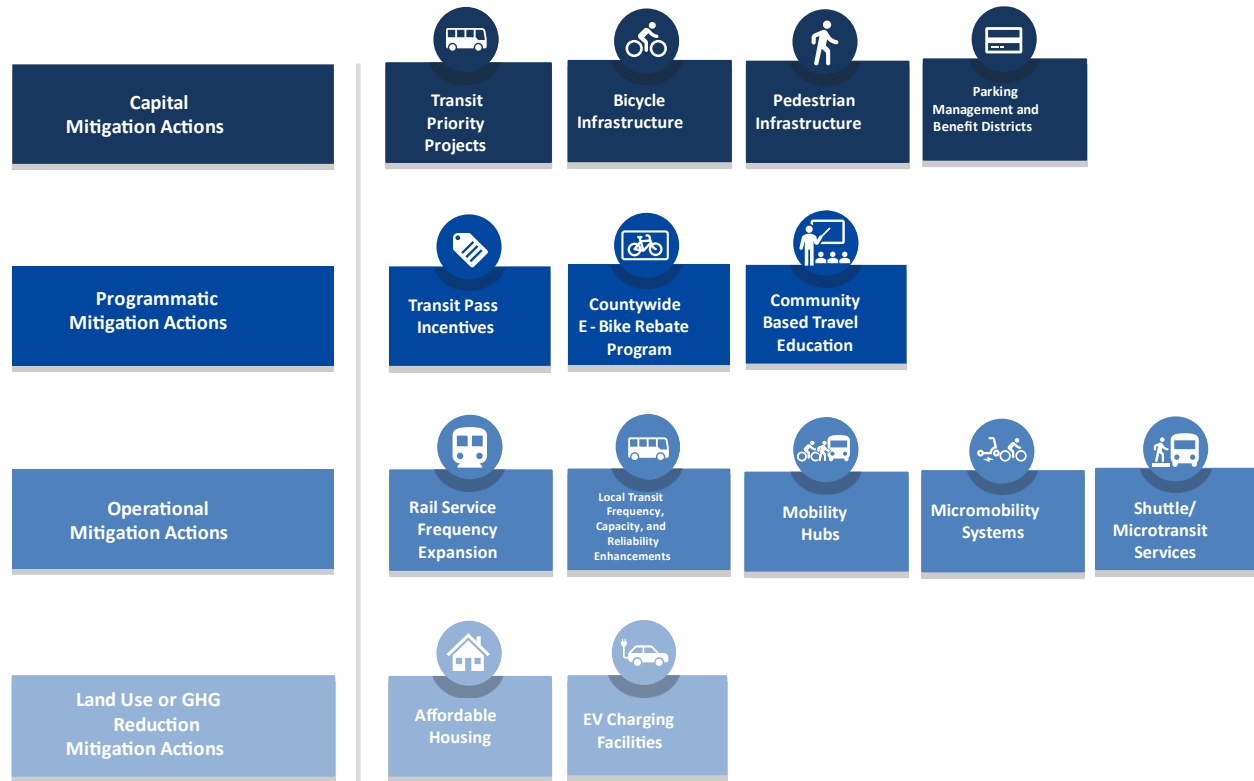 Capital
Mitigation Actions
Transit
Priority
Projects
Bicycle
Infrastructure
Pedestrian
Infrastructure
Parking
Management and
Benefit Districts
Programmatic
Mitigation Actions
Transit Pass
Incentives
Countywide
E - Bike Rebate
Program
Community
Based Travel
Education
Operational
Mitigation Actions
Rail Service
Frequency
Expansion
Local Transit
Frequency,
Capacity, and
Reliability
Enhancements
Mobility
Hubs
Micromobility
Systems
Shuttle/
Microtransit
Services
Land Use or GHG
Reduction
Mitigation Actions
Affordable
Housing
EV Charging
Facilities